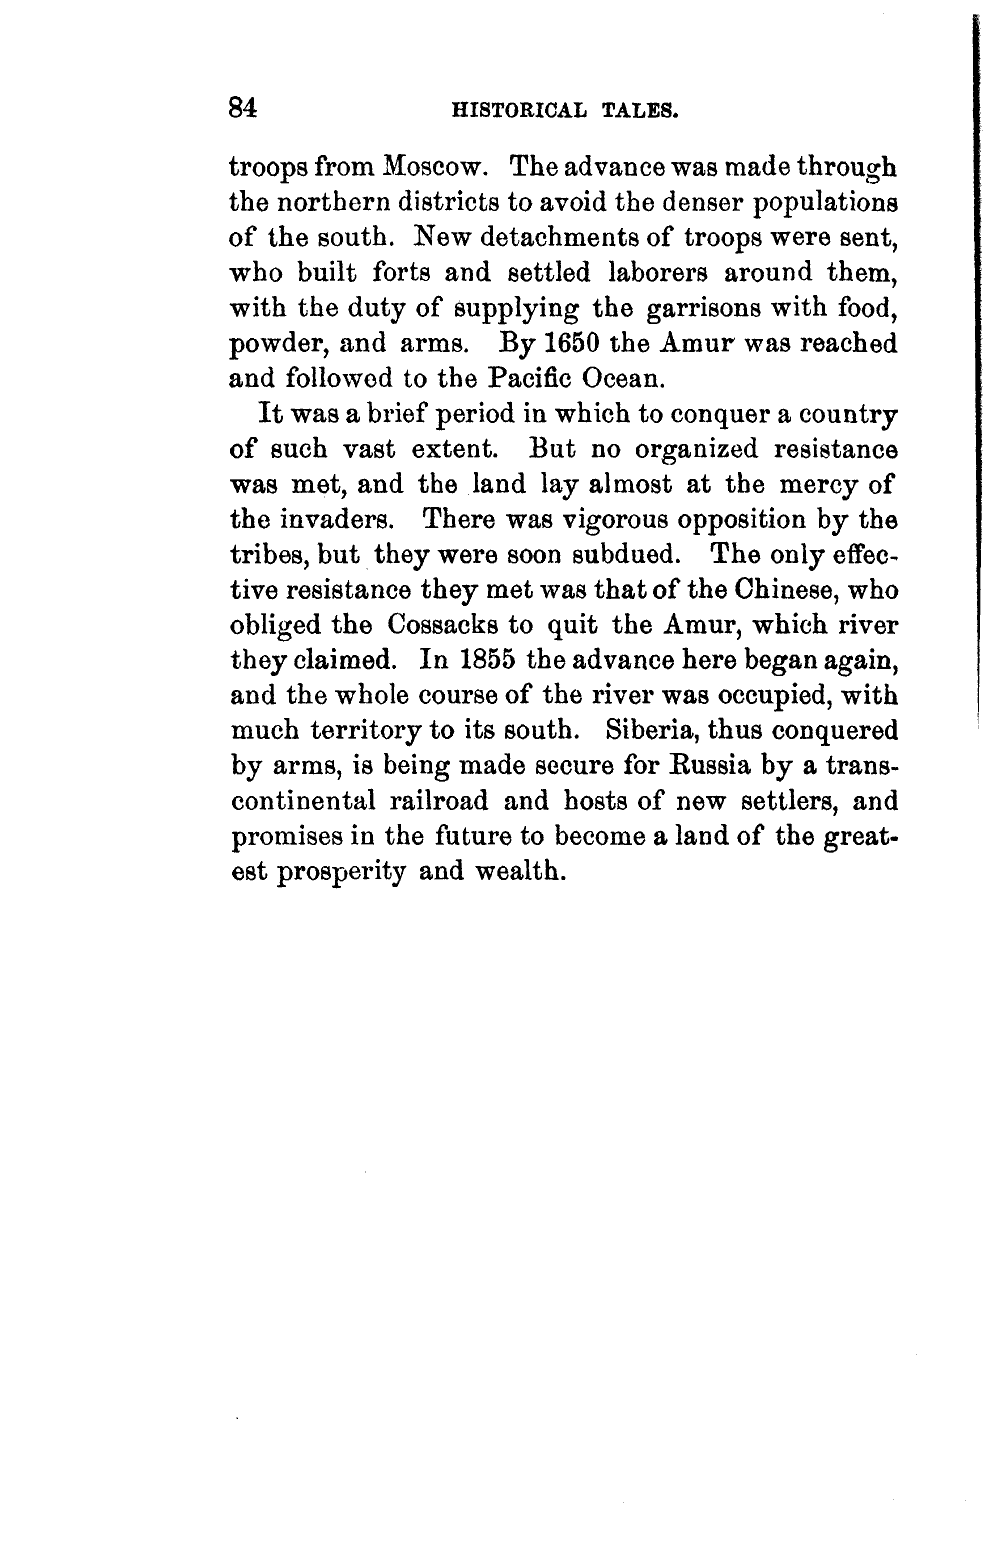 84 HISTORICAL TALES.
troops from Moscow. The advance was made through
the northern districts to avoid the denser populations
of the south. New detachments of troops were sent,
who built forts and settled laborers around them,
with the duty of supplying the garrisons with food,
powder, and arms. By 1650 the Amur was reached
and followed to the Pacific Ocean.
It was a brief period in which to conquer a country
of such vast extent. But no organized resistance
was met, and the land lay almost at the mercy of
the invaders. There was vigorous opposition by the
tribes, but they were soon subdued. The only effec-
tive resistance they met was that of the Chinese, who
obliged the Cossacks to quit the Amur, which river
they claimed. In 1855 the advance here began again,
and the whole course of the river was occupied, with
much territory to its south. Siberia, thus conquered
by arms, is being made secure for Russia by a trans-
continental railroad and hosts of new settlers, and
promises in the future to become a land of the great-
est prosperity and wealth.